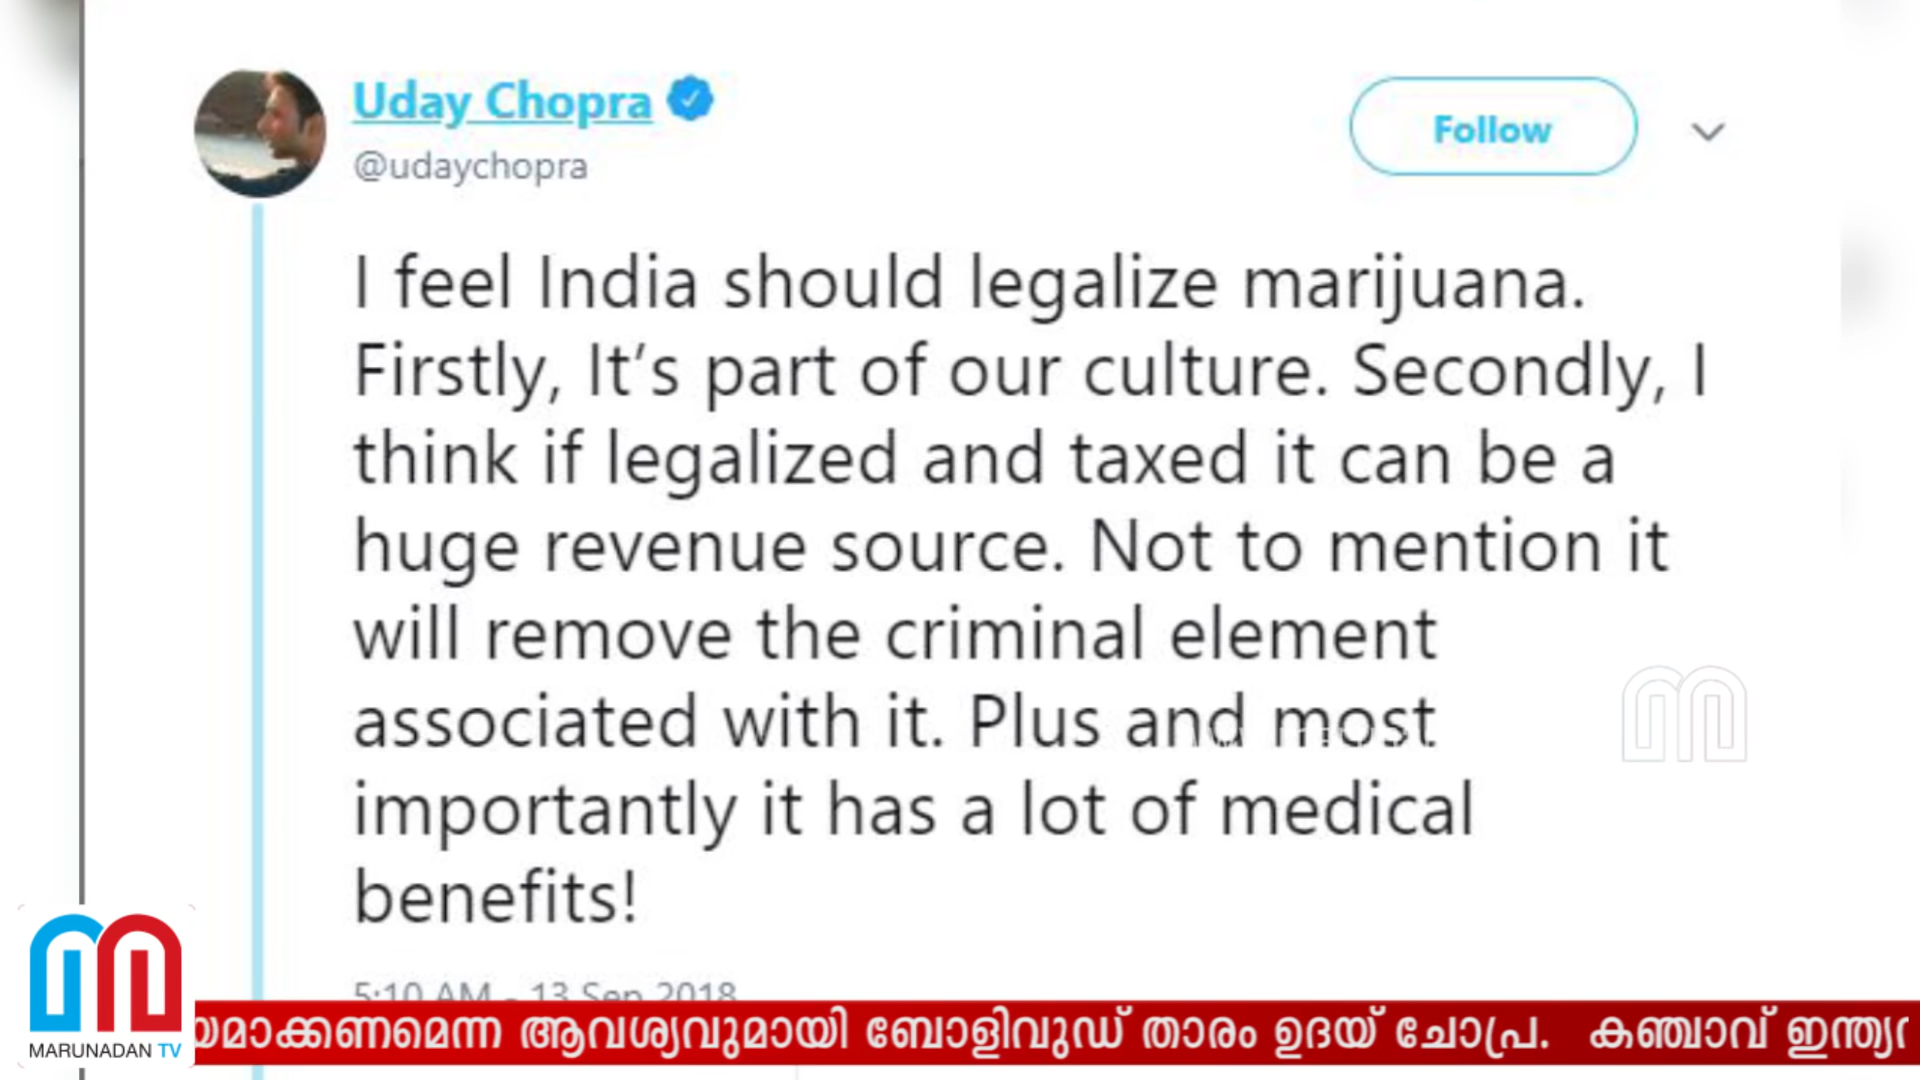 Uday Chopra
@udaychopra
Follow
I feel India should legalize marijuana.
Firstly, It's part of our culture. Secondly, I
think if legalized and taxed it can be a
huge revenue source. Not to mention it
will remove the criminal element
associated with it. Plus and most
importantly it has a lot of medical
benefits!
5:10 AM - 13 Sep 2018
MARUNADAN TV
യമാക്കണമെന്ന ആവശ്യവുമായി ബോളിവുഡ് താരം ഉദയ് ചോപ്ര. കഞ്ചാവ്